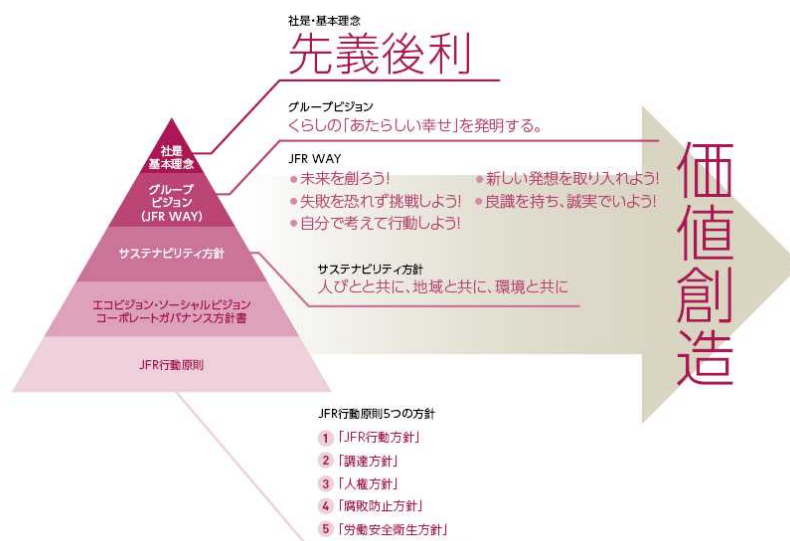 社是・基本理念
先義後利
グループビジョン
くらしの「あたらしい幸せ」を発明する。
JFR WAY
●未来を創ろう!
●新しい発想を取り入れよう!
●失敗を恐れず挑戦しよう!
●良識を持ち、誠実でいよう!
●自分で考えて行動しよう!
サステナビリティ方針
人びとと共に、地域と共に、環境と共に
価値創造
社是
基本理念
グループ
ビジョン
(JFR WAY)
サステナビリティ方針
エコビジョン・ソーシャルビジョン
コーポレートガバナンス方針書
JFR行動原則
JFR行動原則5つの方針
1「JFR行動方針」
2「調達方針」
3「人権方針」
4「腐敗防止方針」
5「労働安全衛生方針」